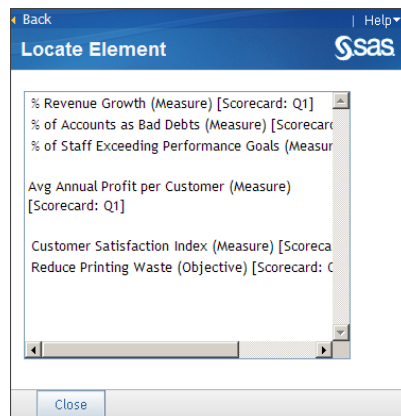 Back
Help
Locate Element
sas
% Revenue Growth (Measure) [Scorecard: Q1]
% of Accounts as Bad Debts (Measure) [Scorecard
% of Staff Exceeding Performance Goals (Measur
Avg Annual Profit per Customer (Measure)
[Scorecard: Q1]
Customer Satisfaction Index (Measure) [Scoreca
Reduce Printing Waste (Objective) [Scorecard:
Close